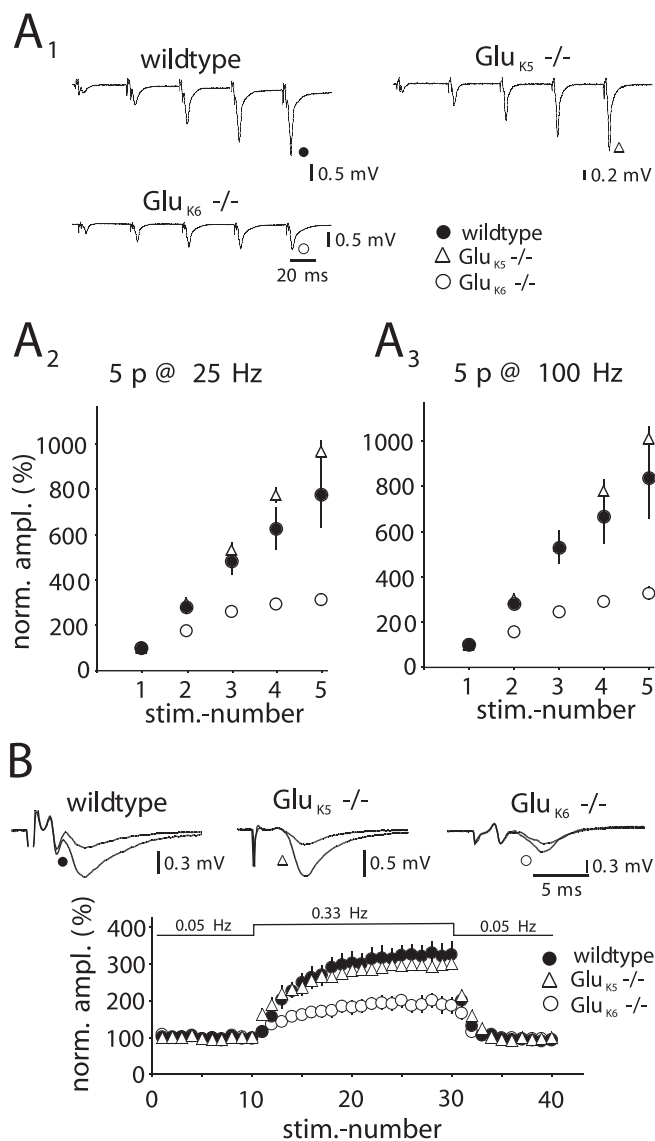 A1
wildtype
GluK5 -/-
0.5 mV
0.2 mV
GluK6 -/-
0.5 mV
20 ms
wildtype
GluK5 -/-
GluK6 -/-
A2
5 p @ 25 Hz
norm. ampl. (%)
1000
800
600
400
200
0
1 2 3 4 5
stim.-number
A3
5 p @ 100 Hz
1000
800
600
400
200
0
1 2 3 4 5
stim.-number
B
wildtype
GluK5 -/-
GluK6 -/-
0.3 mV
0.5 mV
0.3 mV
5 ms
norm. ampl. (%)
400
300
200
100
0
0.05 Hz
0.33 Hz
0.05 Hz
wildtype
GluK5 -/-
GluK6 -/-
0 10 20 30 40
stim.-number